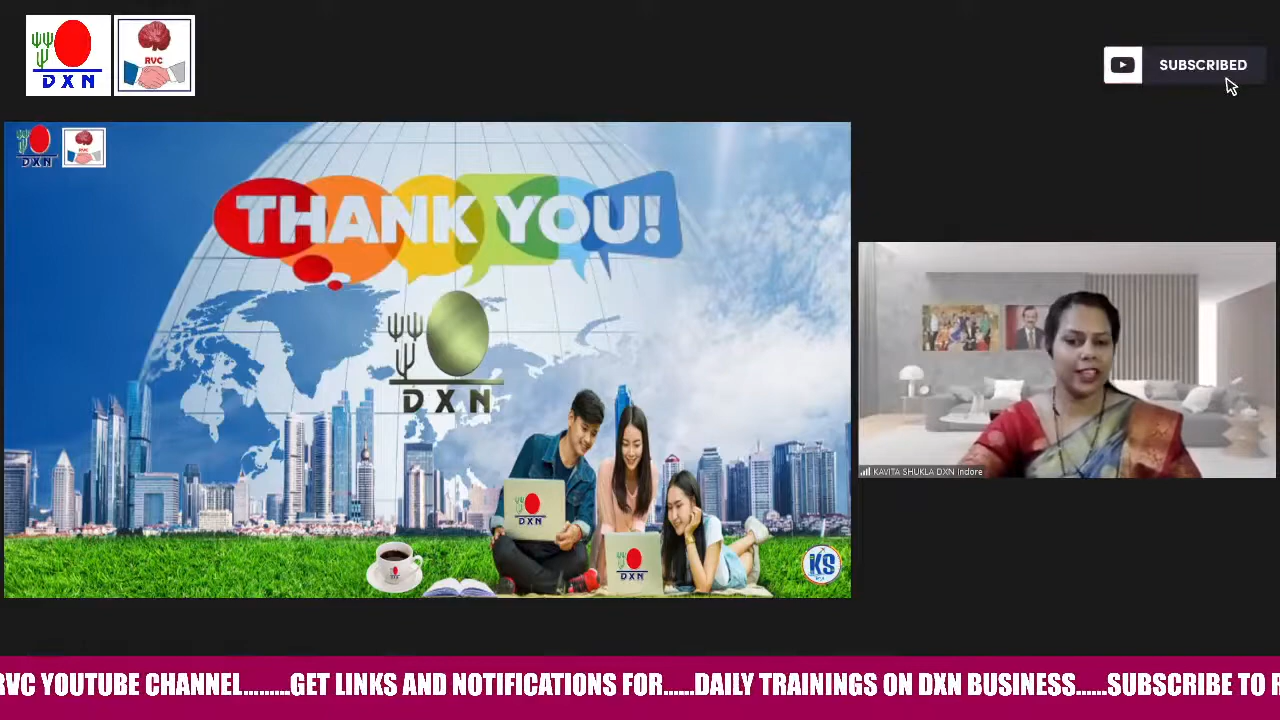 DXN
RVC
SUBSCRIBED
DXN
THANK YOU!
DXN
DXN
DXN
KS
KAVITA SHUKLA DXN Indore
RVC YOUTUBE CHANNEL.........GET LINKS AND NOTIFICATIONS FOR......DAILY TRAININGS ON DXN BUSINESS......SUBSCRIBE TO R